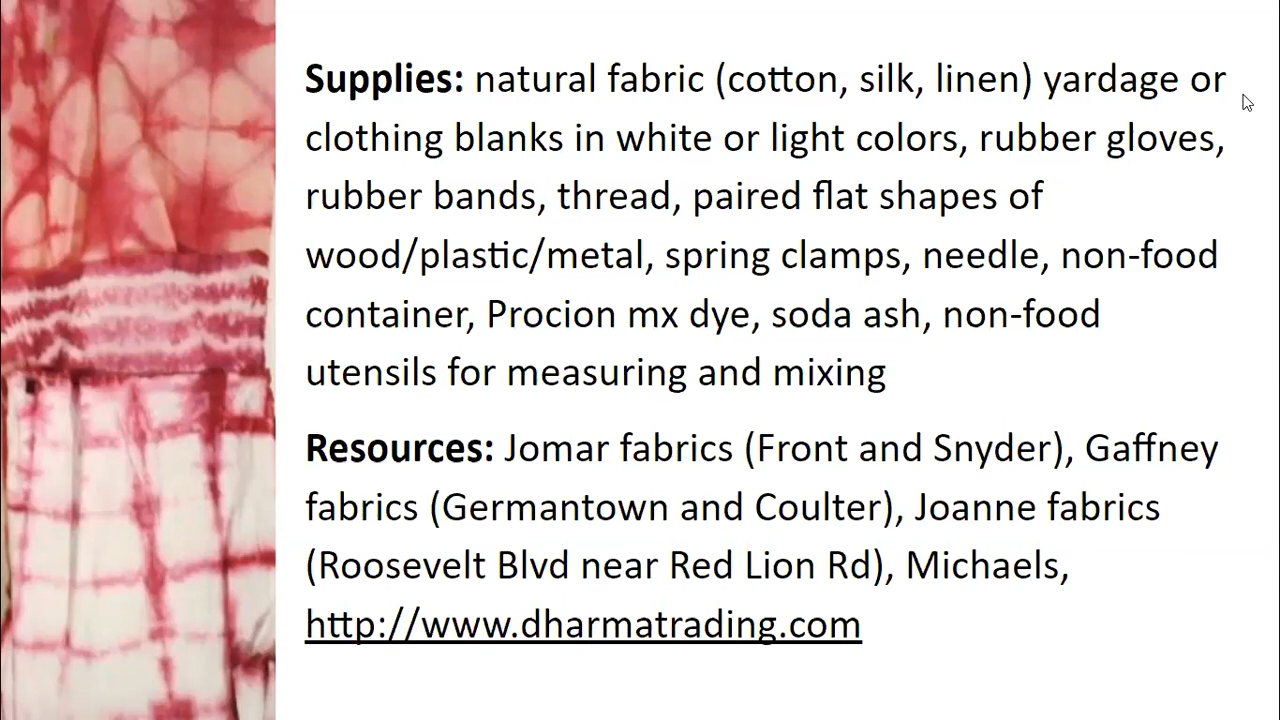 Supplies: natural fabric (cotton, silk, linen) yardage or
clothing blanks in white or light colors, rubber gloves,
rubber bands, thread, paired flat shapes of
wood/plastic/metal, spring clamps, needle, non-food
container, Procion mx dye, soda ash, non-food
utensils for measuring and mixing
Resources: Jomar fabrics (Front and Snyder), Gaffney
fabrics (Germantown and Coulter), Joanne fabrics
(Roosevelt Blvd near Red Lion Rd), Michaels,
http://www.dharmatrading.com